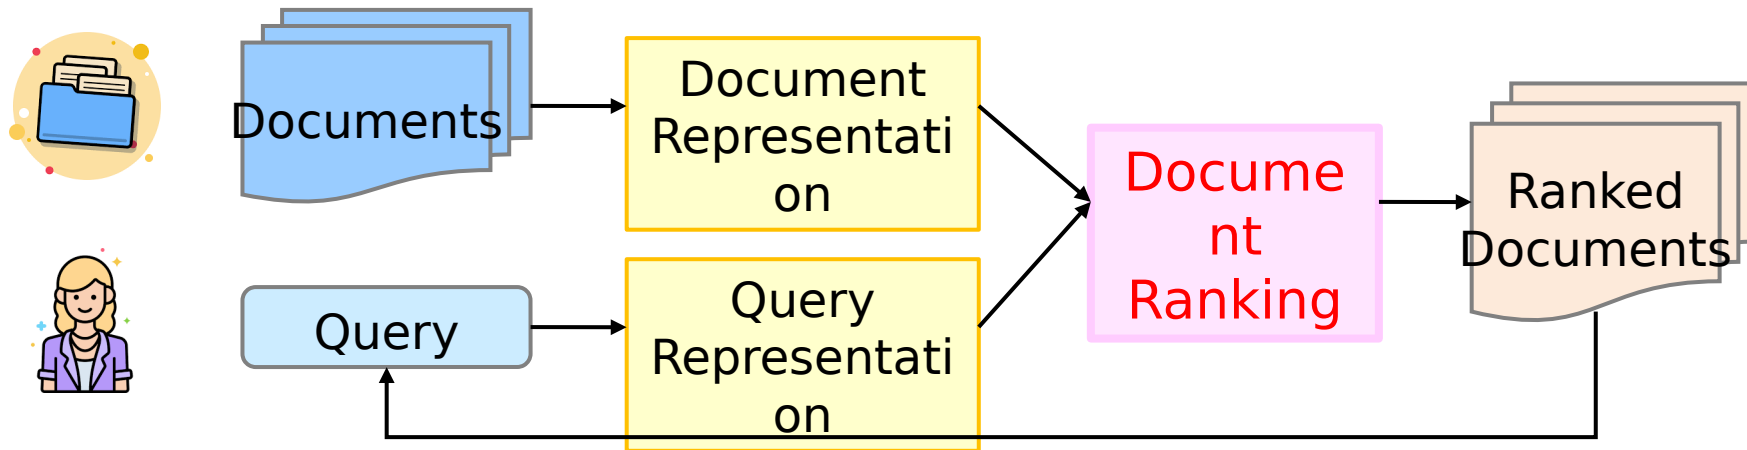 Documents
Document
Representati
on
Docume
nt
Ranking
Ranked
Documents
Query
Query
Representati
on